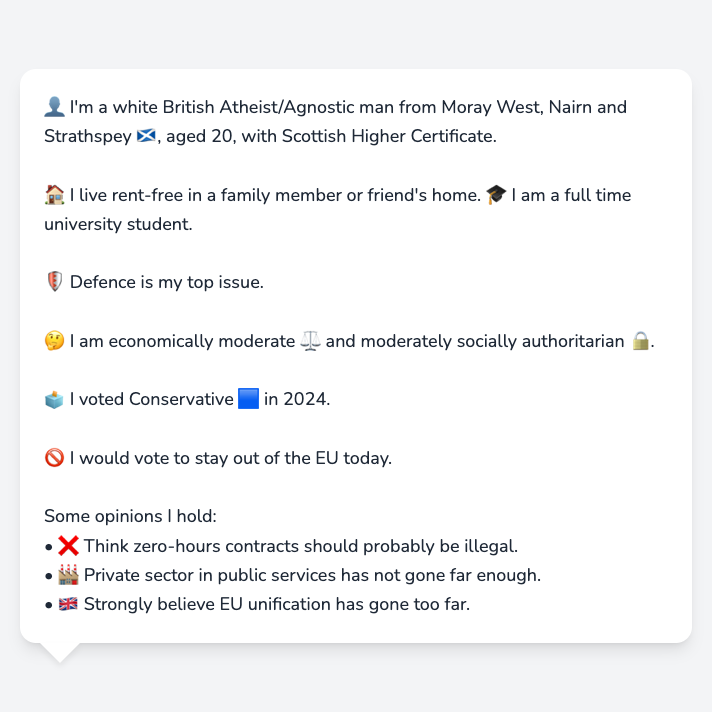 👤 I'm a white British Atheist/Agnostic man from Moray West, Nairn and
Strathspey 🏴󠁧󠁢󠁳󠁣󠁴󠁿, aged 20, with Scottish Higher Certificate.
🏠 I live rent-free in a family member or friend's home. 🎓 I am a full time
university student.
🛡️ Defence is my top issue.
🤔 I am economically moderate ⚖️ and moderately socially authoritarian 🔒.
🗳️ I voted Conservative 🟦 in 2024.
🚫 I would vote to stay out of the EU today.
Some opinions I hold:
• ❌ Think zero-hours contracts should probably be illegal.
• 🏭 Private sector in public services has not gone far enough.
• 🇬🇧 Strongly believe EU unification has gone too far.